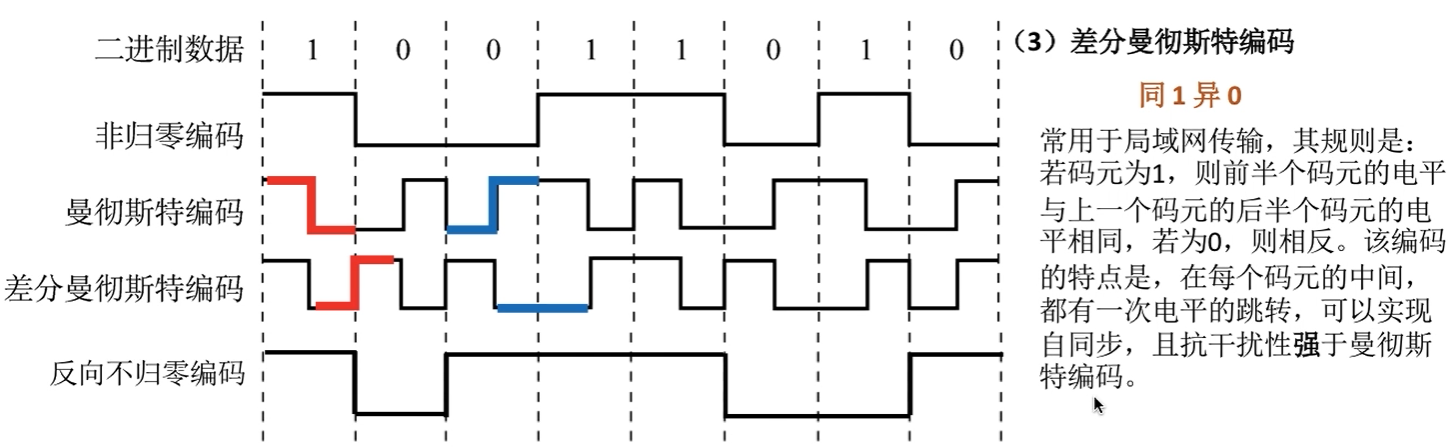 二进制数据 1 0 0 1 1 0 1 0
非归零编码
曼彻斯特编码
差分曼彻斯特编码
反向不归零编码
（3）差分曼彻斯特编码
同1异0
常用于局域网传输，其规则是：
若码元为1，则前半个码元的电平
与上一个码元的后半个码元的电
平相同，若为0，则相反。该编码
的特点是，在每个码元的中间，
都有一次电平的跳转，可以实现
自同步，且抗干扰性强于曼彻斯
特编码。